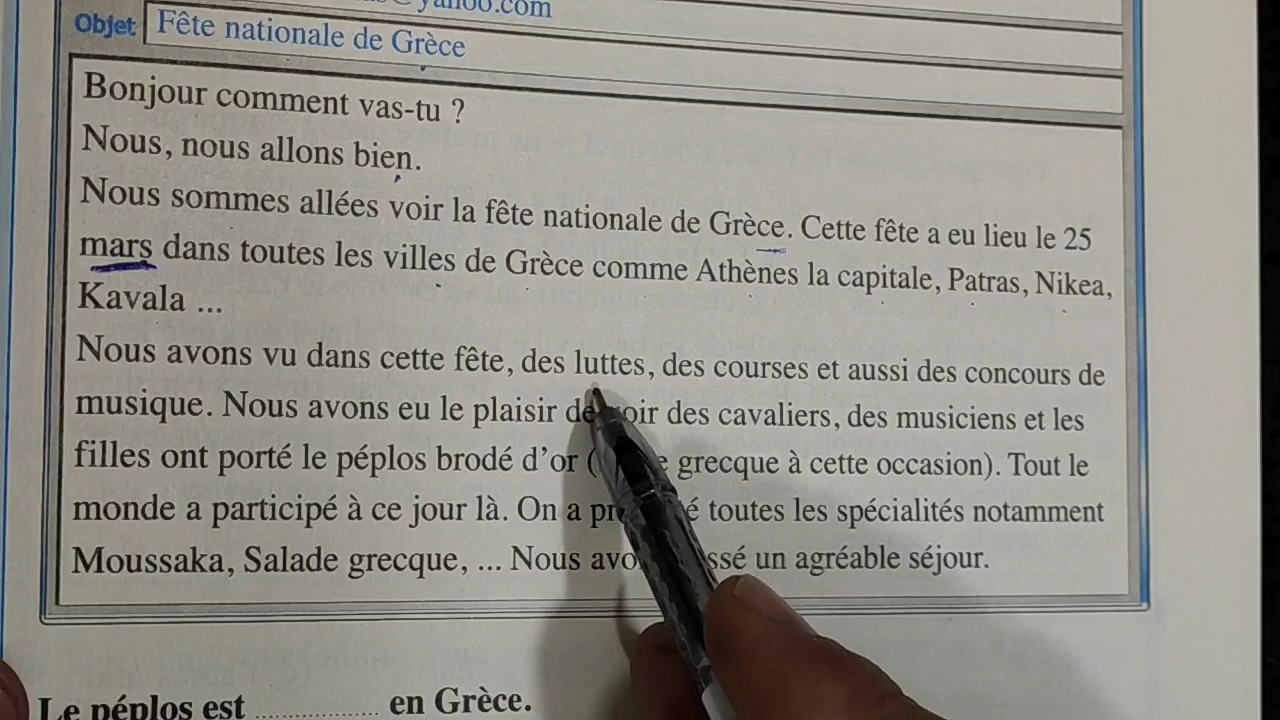 @yahoo.com
Objet Fête nationale de Grèce
Bonjour comment vas-tu ?
Nous, nous allons bien.
Nous sommes allées voir la fête nationale de Grèce. Cette fête a eu lieu le 25
mars dans toutes les villes de Grèce comme Athènes la capitale, Patras, Nikea,
Kavala ...
Nous avons vu dans cette fête, des luttes, des courses et aussi des concours de
musique. Nous avons eu le plaisir de voir des cavaliers, des musiciens et les
filles ont porté le péplos brodé d'or ( grecque à cette occasion). Tout le
monde a participé à ce jour là. On a toutes les spécialités notamment
Moussaka, Salade grecque, ... Nous un agréable séjour.
Le péplos est .................. en Grèce.